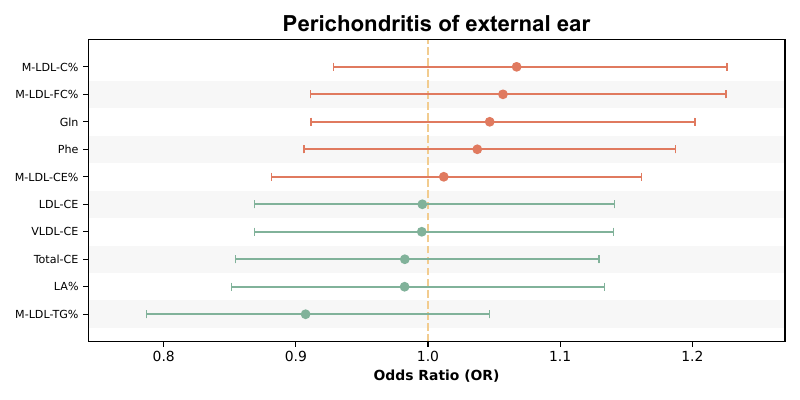 Perichondritis of external ear
M-LDL-C%
M-LDL-FC%
Gln
Phe
M-LDL-CE%
LDL-CE
VLDL-CE
Total-CE
LA%
M-LDL-TG%
0.8 0.9 1.0 1.1 1.2
Odds Ratio (OR)